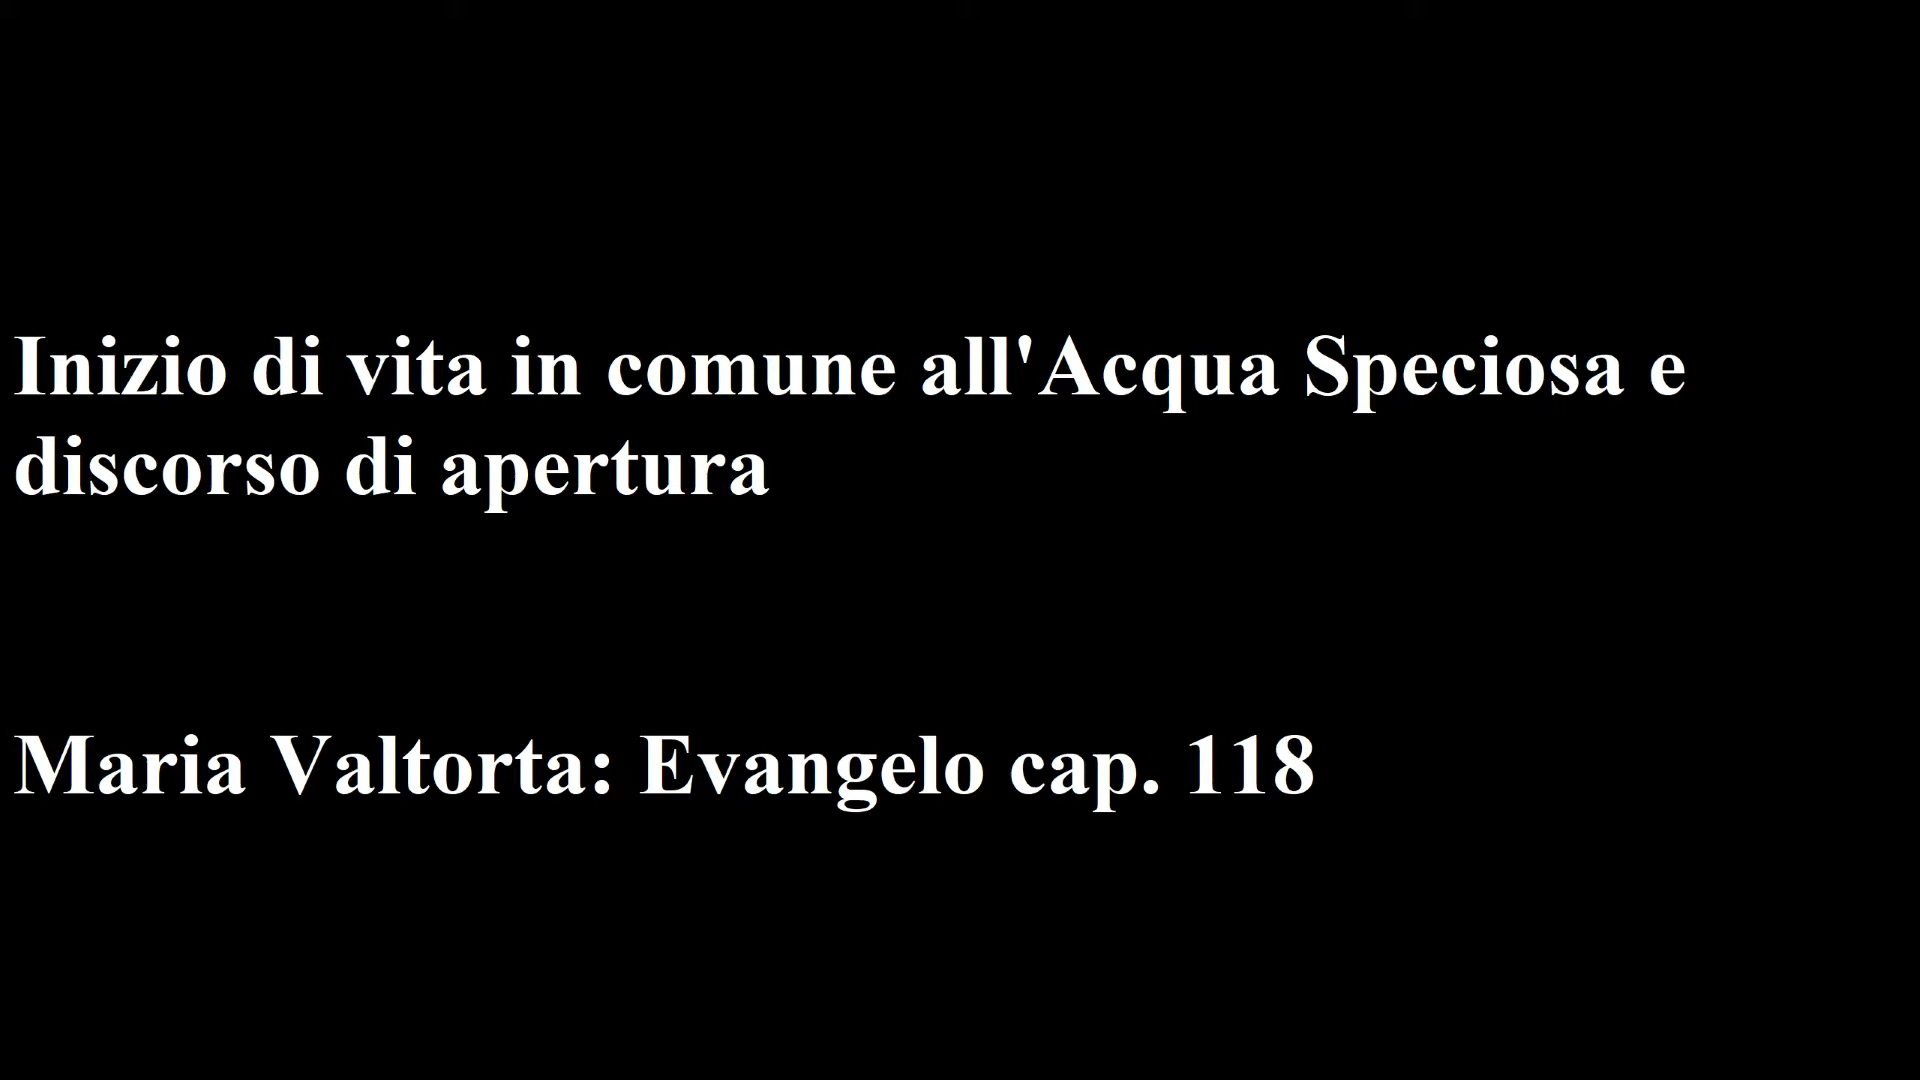 Inizio di vita in comune all'Acqua Speciosa e
discorso di apertura
Maria Valtorta: Evangelo cap. 118